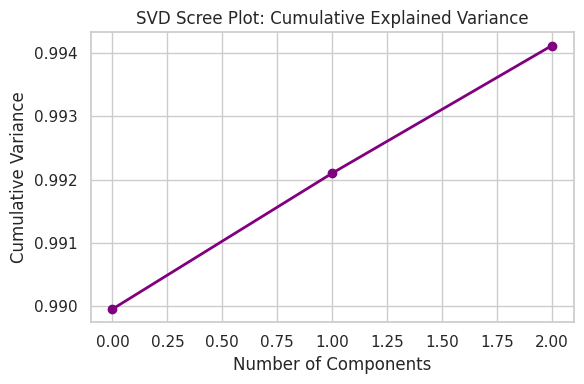 SVD Scree Plot: Cumulative Explained Variance
Cumulative Variance
0.994
0.993
0.992
0.991
0.990
0.00 0.25 0.50 0.75 1.00 1.25 1.50 1.75 2.00
Number of Components